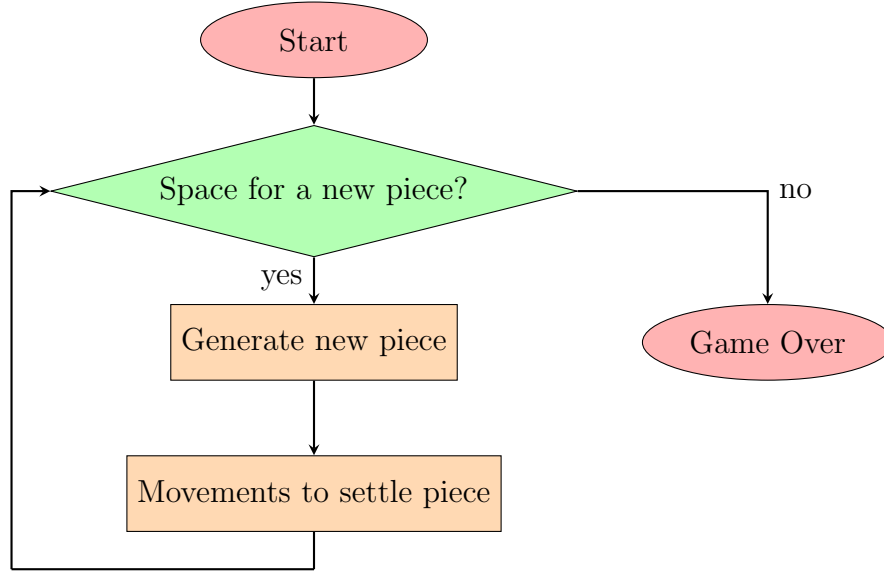 Start
Space for a new piece?
no
yes
Generate new piece
Game Over
Movements to settle piece